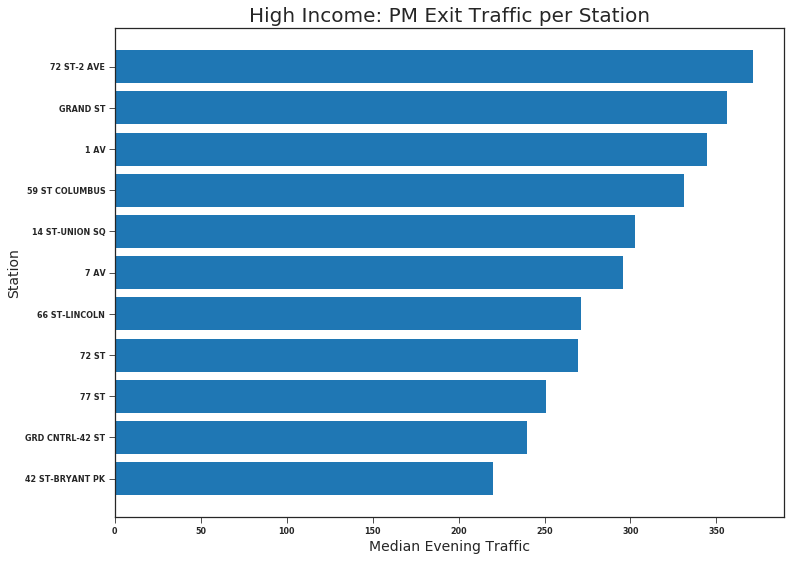 High Income: PM Exit Traffic per Station
Station
72 ST-2 AVE
GRAND ST
1 AV
59 ST COLUMBUS
14 ST-UNION SQ
7 AV
66 ST-LINCOLN
72 ST
77 ST
GRD CNTRL-42 ST
42 ST-BRYANT PK
0 50 100 150 200 250 300 350
Median Evening Traffic